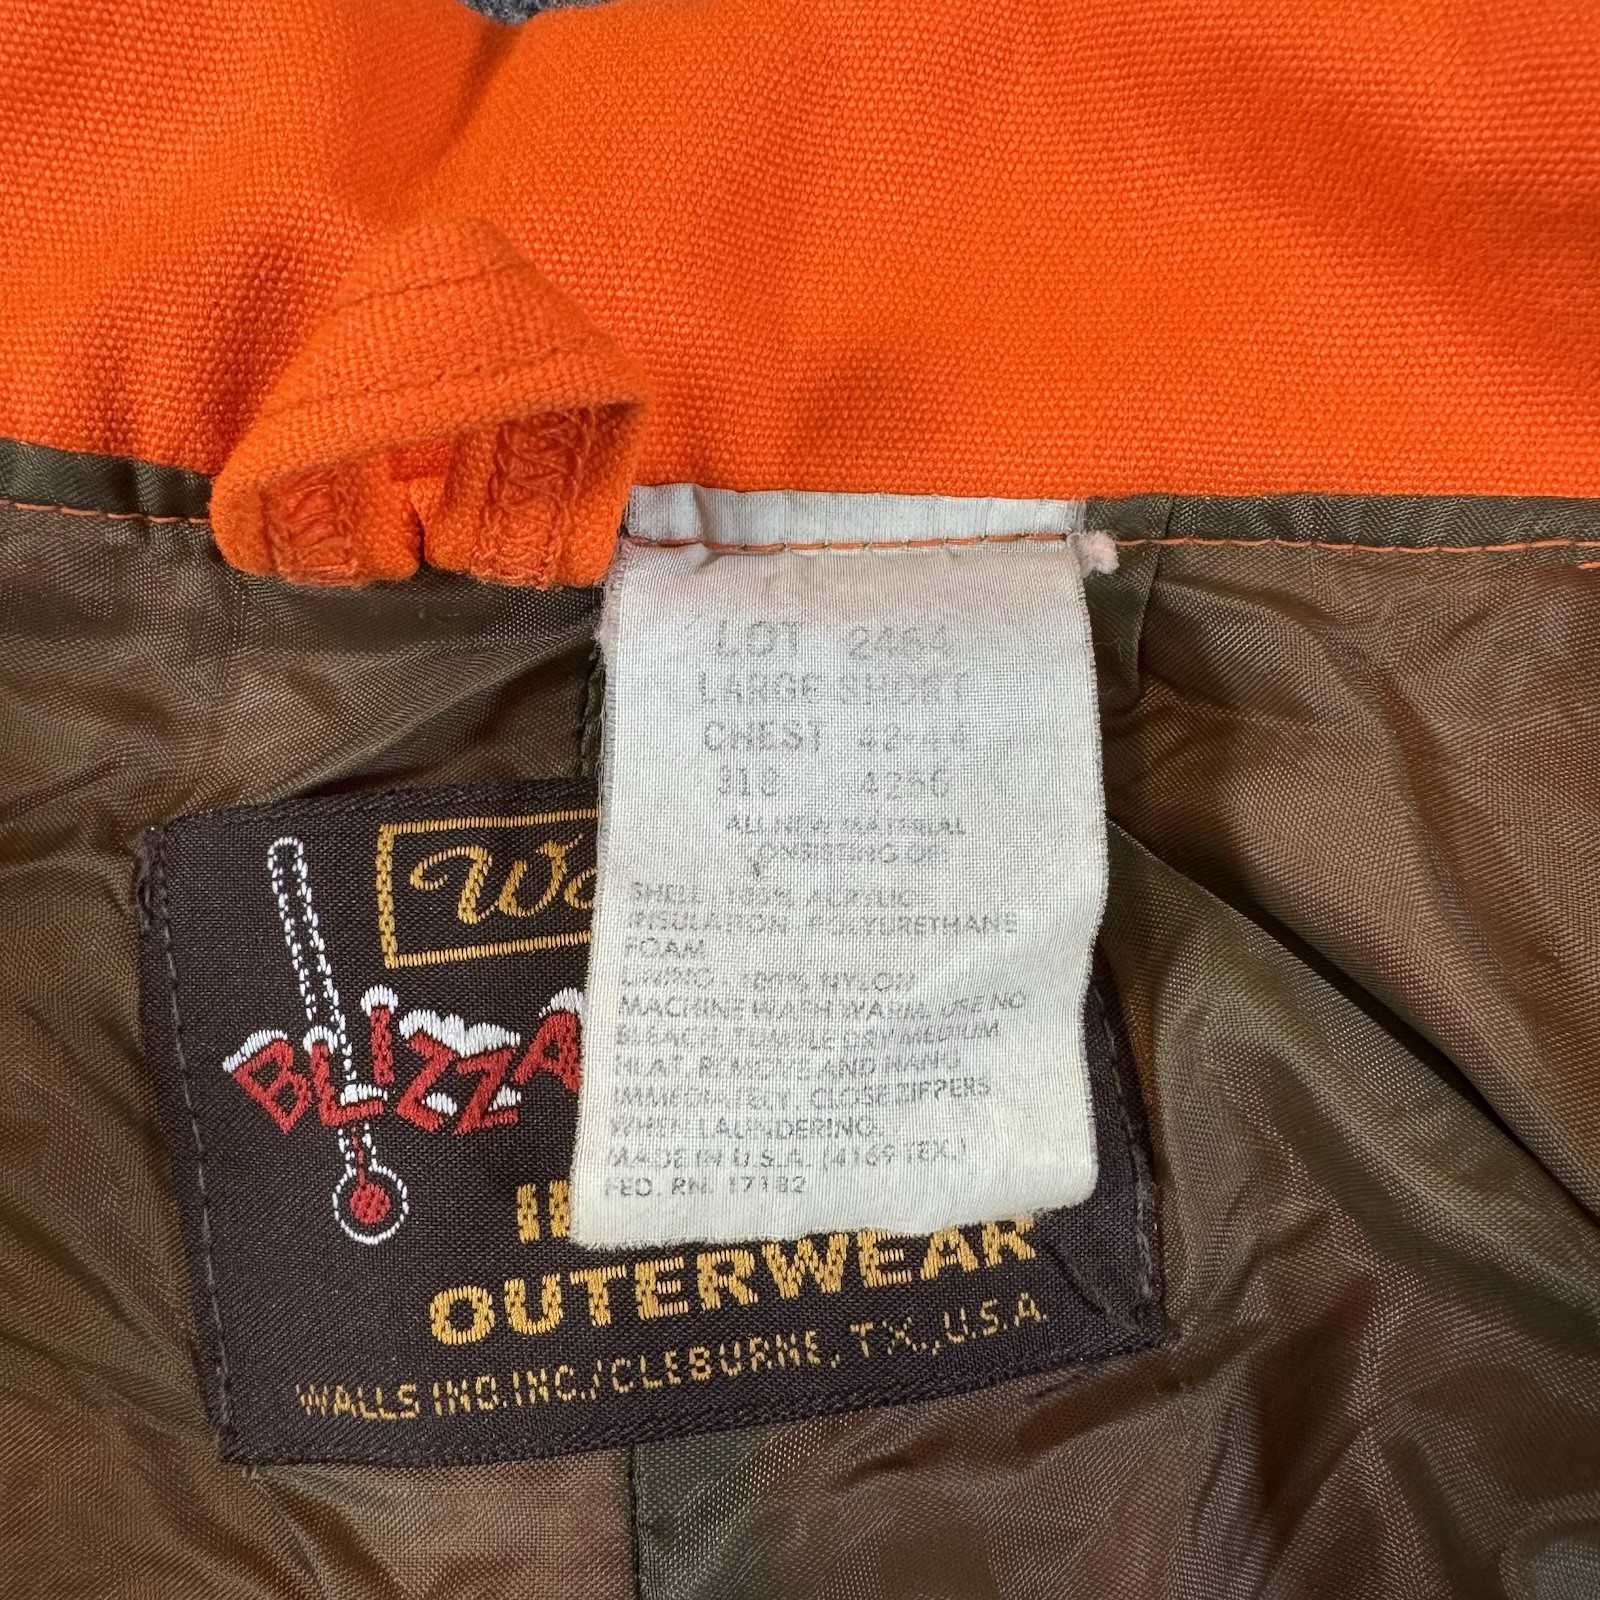 LOT 2464
LARGE SHORT
CHEST 42-44
318 4256
ALL NEW MATERIAL
CONSISTING OF:
SHELL 100% ACRYLIC
INSULATION: POLYURETHANE
FOAM
LINING: 100% NYLON
MACHINE WASH WARM, USE NO
BLEACH. TUMBLE DRY MEDIUM
HEAT. REMOVE AND HANG
IMMEDIATELY. CLOSE ZIPPERS
WHEN LAUNDERING.
MADE IN U.S.A. (4169 TEX.)
FED. RN. 17182
BLIZZA
OUTERWEAR
WALLS IND. INC./CLEBURNE, TX., U.S.A.